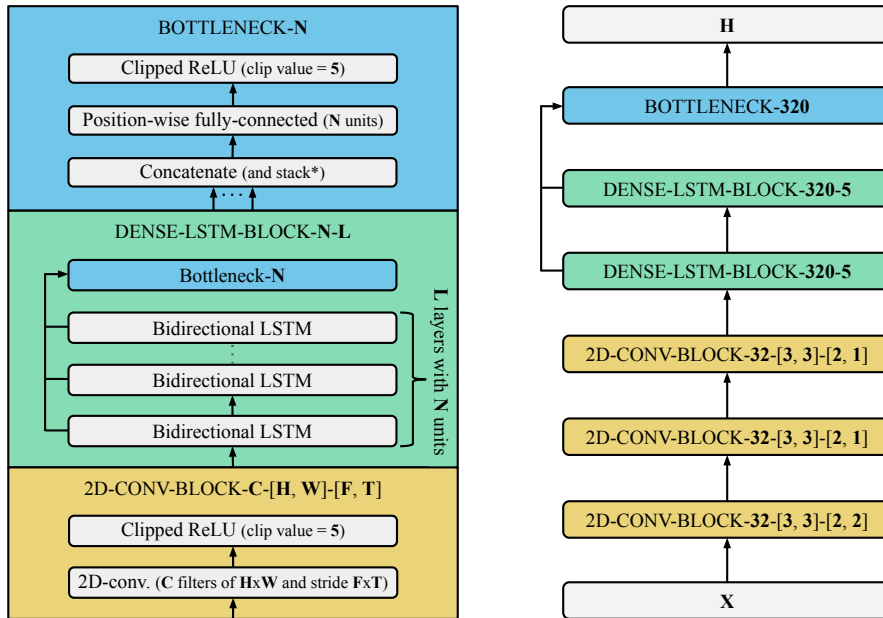 BOTTLENECK-N
Clipped ReLU (clip value = 5)
Position-wise fully-connected (N units)
Concatenate (and stack*)
...
DENSE-LSTM-BLOCK-N-L
Bottleneck-N
Bidirectional LSTM
Bidirectional LSTM
Bidirectional LSTM
L layers with N units
2D-CONV-BLOCK-C-[H, W]-[F, T]
Clipped ReLU (clip value = 5)
2D-conv. (C filters of HxW and stride FxT)
H
BOTTLENECK-320
DENSE-LSTM-BLOCK-320-5
DENSE-LSTM-BLOCK-320-5
2D-CONV-BLOCK-32-[3, 3]-[2, 1]
2D-CONV-BLOCK-32-[3, 3]-[2, 1]
2D-CONV-BLOCK-32-[3, 3]-[2, 2]
X